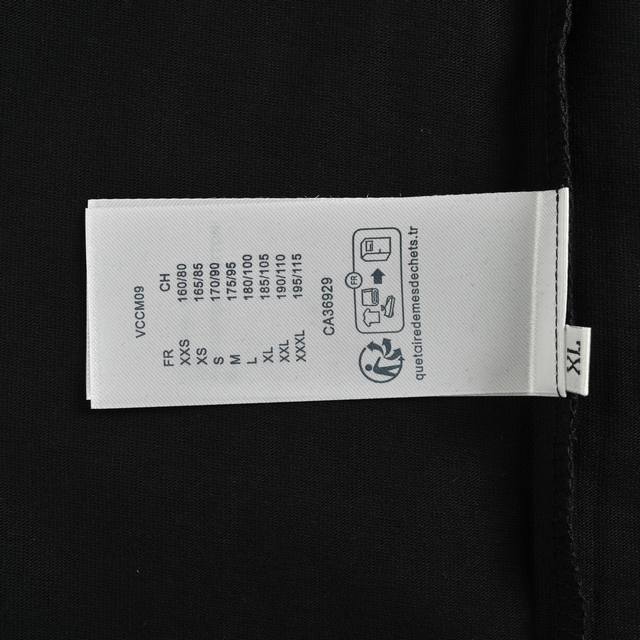 VCCM09
FR CH
XXS 160/80
XS 165/85
S 170/90
M 175/95
L 180/100
XL 185/105
XXL 190/110
XXXL 195/115
CA36929
FR
quefairedemesdechets.fr
XL